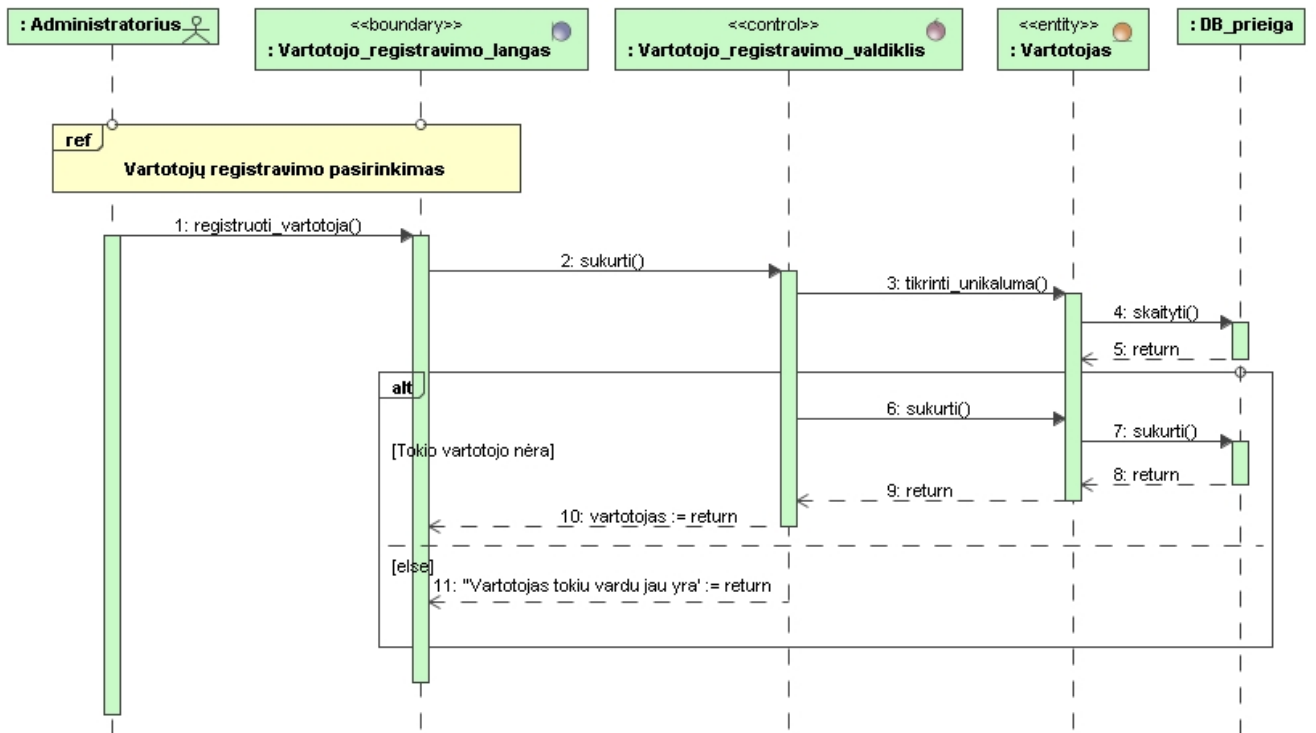 : Administratorius
<<boundary>>
: Vartotojo_registravimo_langas
<<control>>
: Vartotojo_registravimo_valdiklis
<<entity>>
: Vartotojas
: DB_prieiga
ref
Vartotojų registravimo pasirinkimas
1: registruoti_vartotoja()
2: sukurti()
3: tikrinti_unikaluma()
4: skaityti()
5: return
alt
6: sukurti()
7: sukurti()
[Tokio vartotojo nėra]
8: return
9: return
10: vartotojas := return
[else]
11: "Vartotojas tokiu vardu jau yra' := return